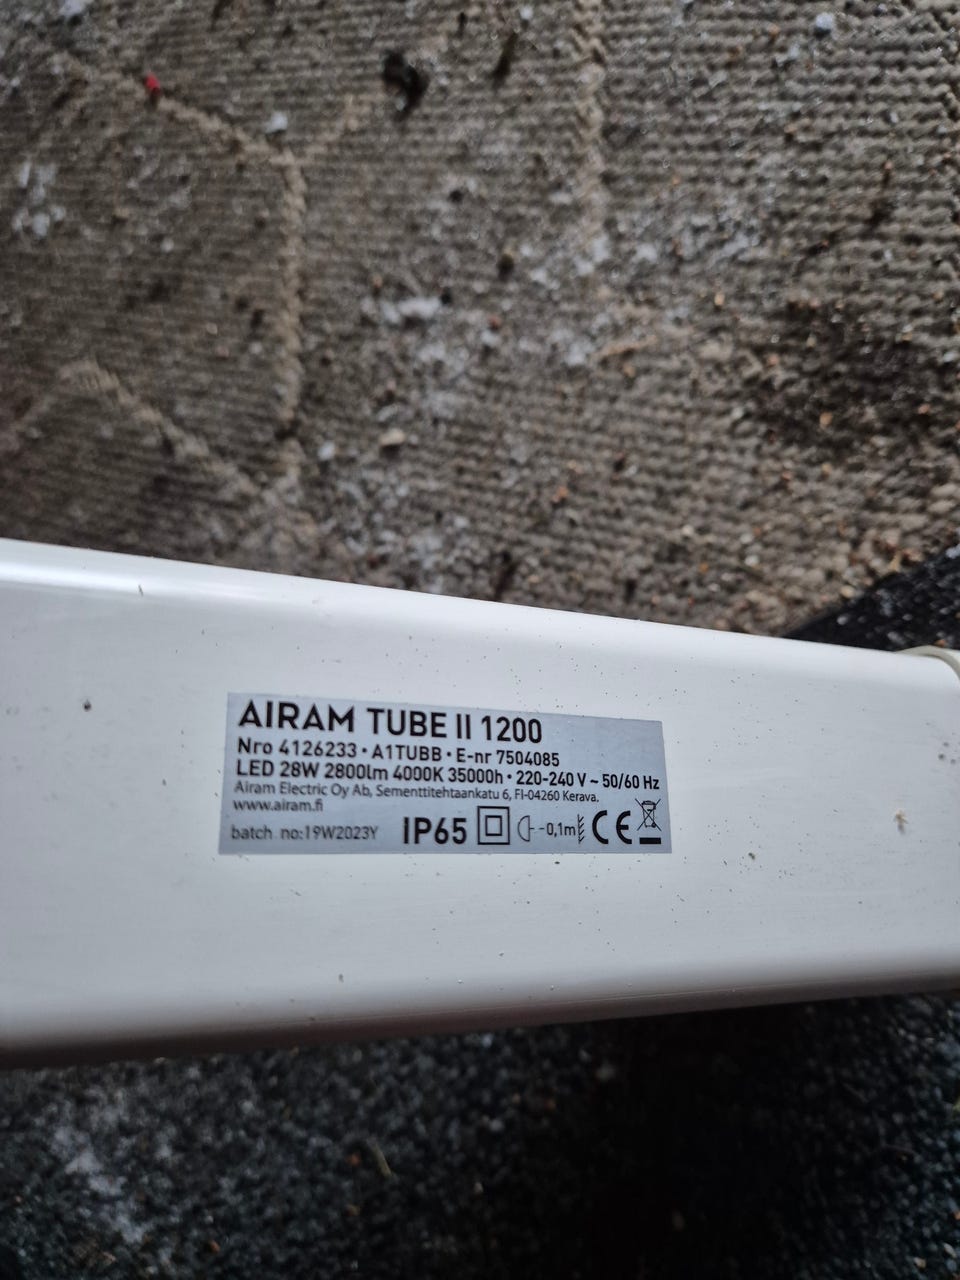 AIRAM TUBE II 1200
Nro 4126233 • A1TUBB • E-nr 7504085
LED 28W 2800lm 4000K 35000h • 220-240 V ~ 50/60 Hz
Airam Electric Oy Ab, Sementtitehtaankatu 6, FI-04260 Kerava.
www.airam.fi
batch no:19W2023Y IP65 -0,1m CE